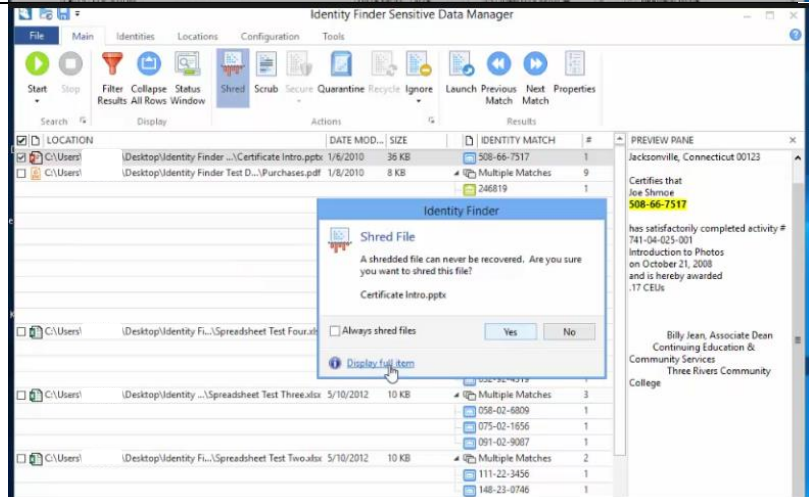 Identity Finder Sensitive Data Manager
File Main Identities Locations Configuration Tools
Start Stop Filter Results Collapse All Rows Status Window Shred Scrub Secure Quarantine Recycle Ignore Launch Previous Match Next Match Properties
Search Display Actions Results
LOCATION DATE MOD... SIZE IDENTITY MATCH # PREVIEW PANE
C:\Users\ \Desktop\Identity Finder ...\Certificate Intro.pptx 1/6/2010 36 KB 508-66-7517 1
C:\Users\ \Desktop\Identity Finder Test D...\Purchases.pdf 1/8/2010 8 KB Multiple Matches 9
246819 1
Jacksonville, Connecticut 00123
Certifies that
Joe Shmoe
508-66-7517
has satisfactorily completed activity #
741-04-025-001
Introduction to Photos
on October 21, 2008
and is hereby awarded
.17 CEUs
Billy Jean, Associate Dean
Continuing Education &
Community Services
Three Rivers Community
College
Identity Finder
Shred File
A shredded file can never be recovered. Are you sure
you want to shred this file?
Certificate Intro.pptx
Always shred files Yes No
Display full item
C:\Users\ \Desktop\Identity Fi...\Spreadsheet Test Four.xls
C:\Users\ \Desktop\Identity ...\Spreadsheet Test Three.xlsx 5/10/2012 10 KB Multiple Matches 3
058-02-6809 1
075-02-1656 1
091-02-9087 1
C:\Users\ \Desktop\Identity Fi...\Spreadsheet Test Two.xlsx 5/10/2012 10 KB Multiple Matches 2
111-22-3456 1
148-23-0746 1